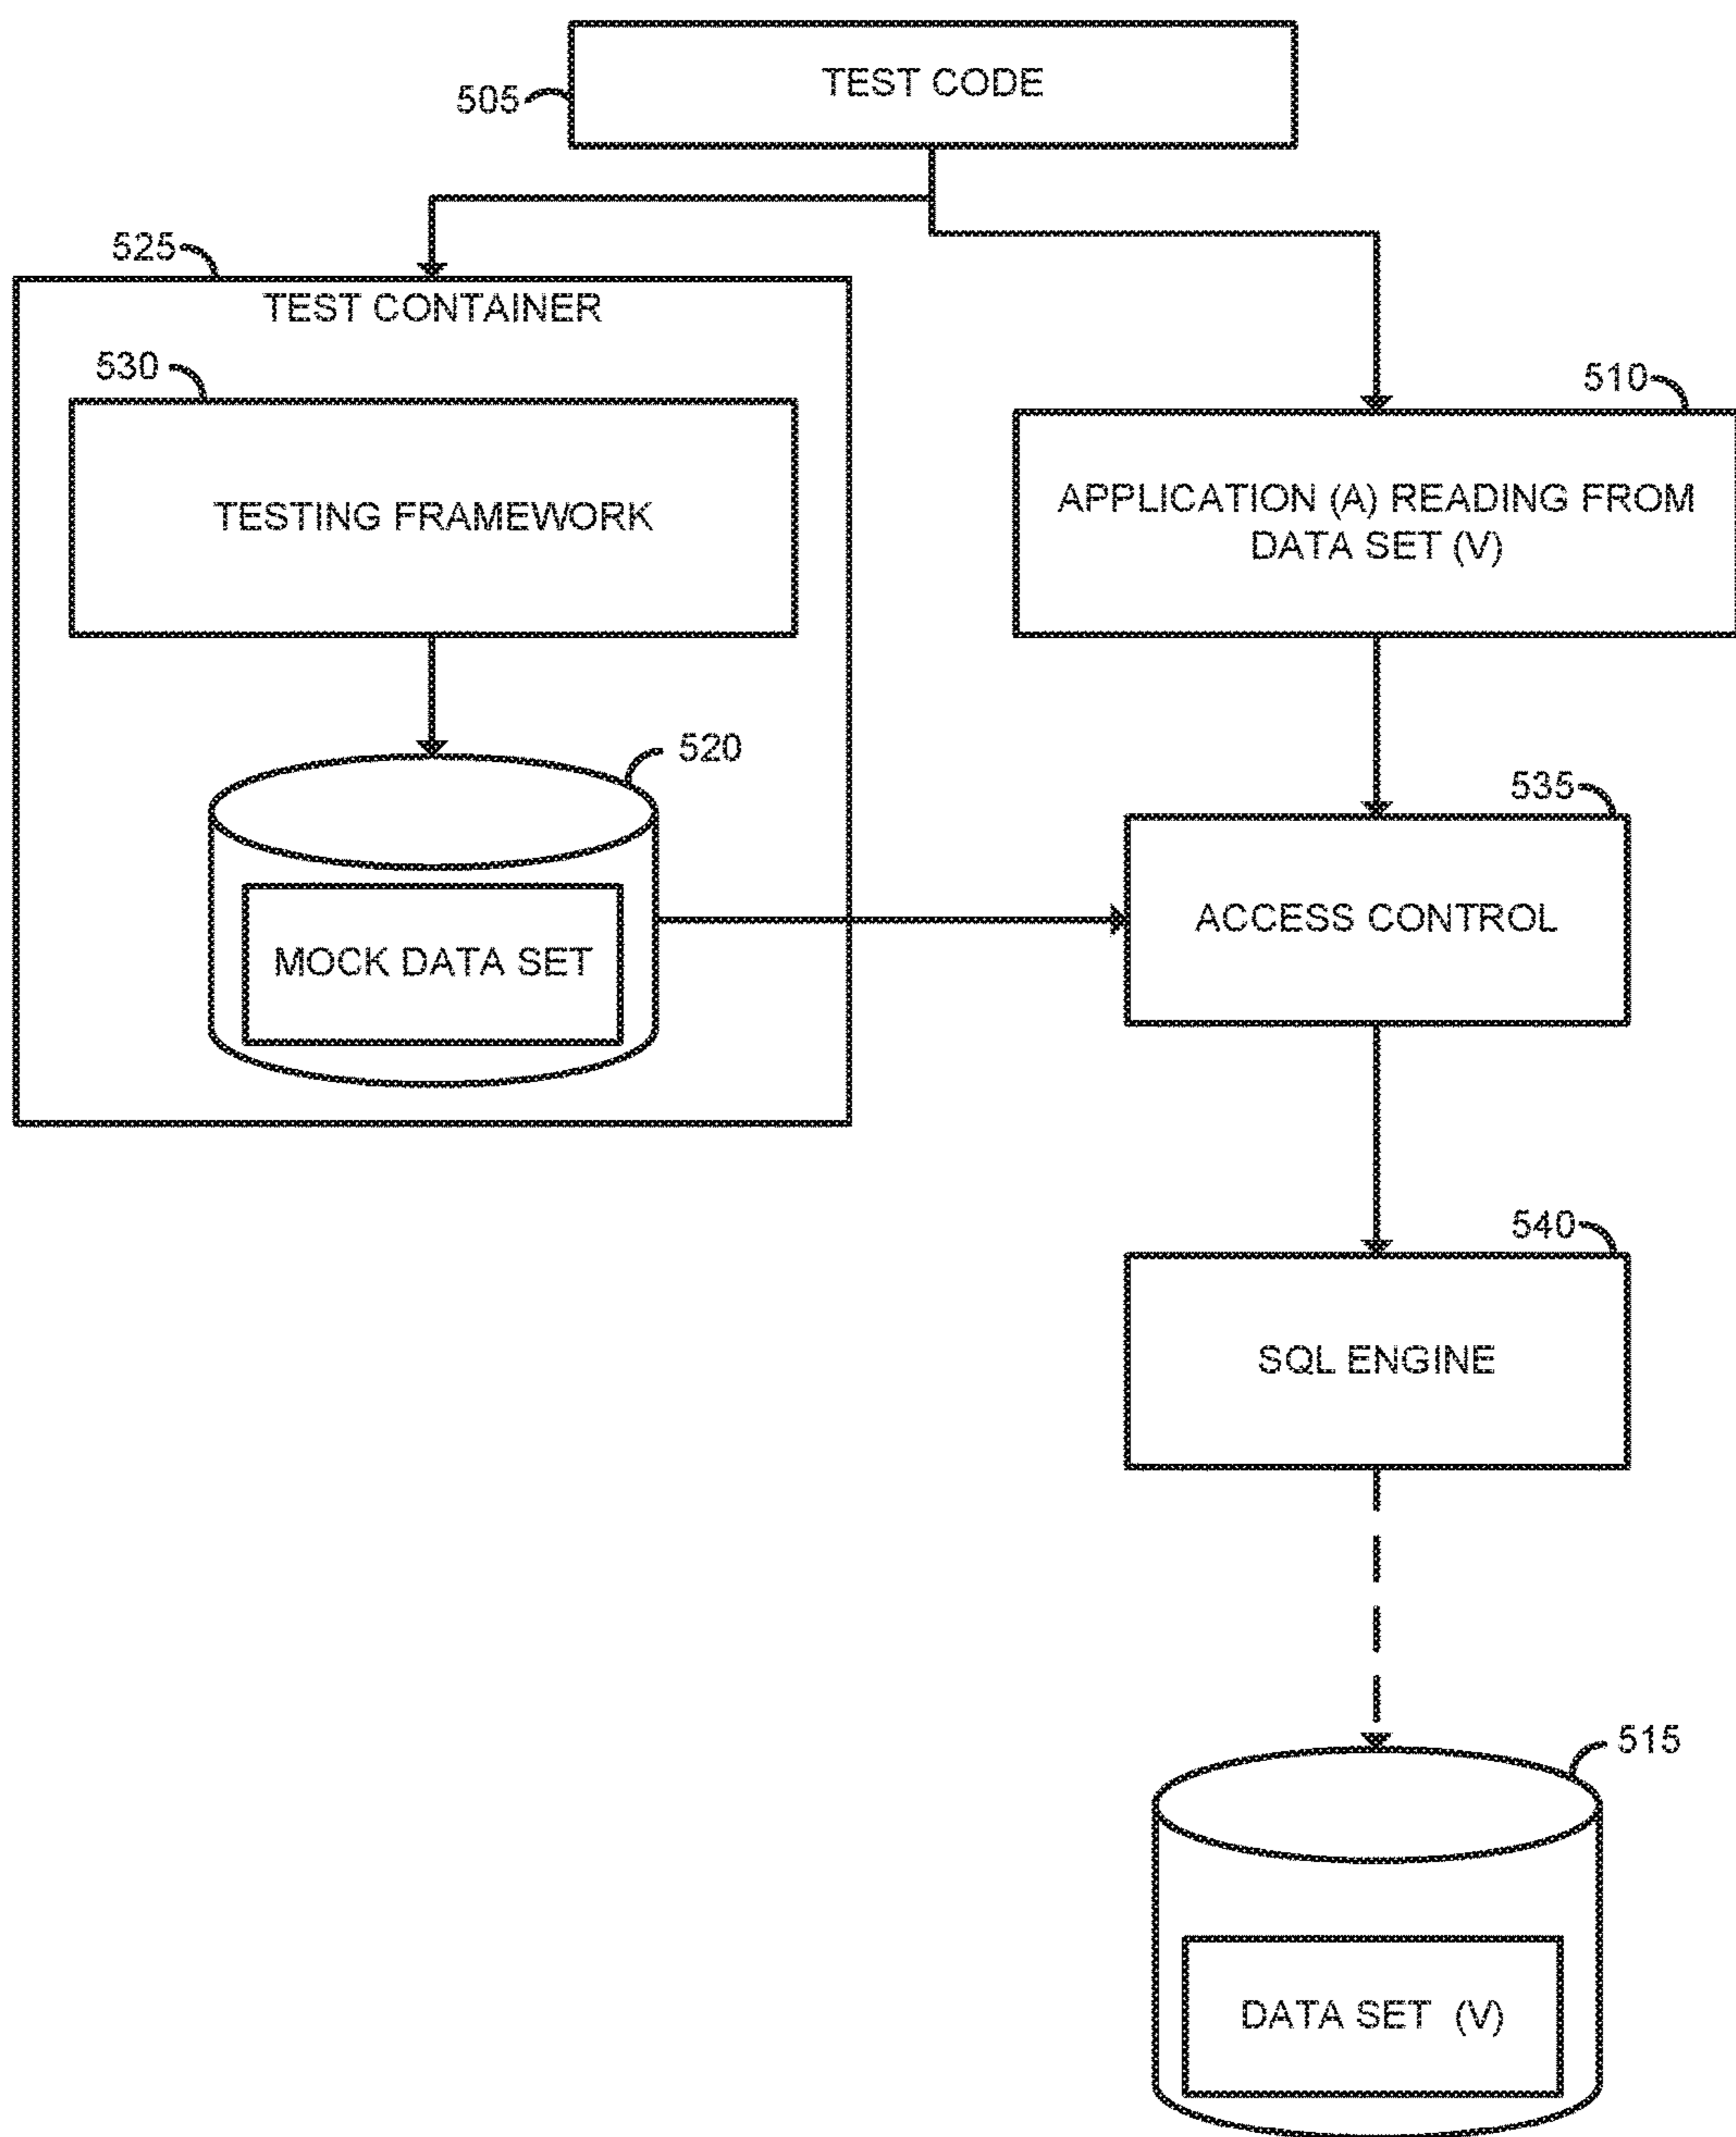 TEST CODE
505
525
TEST CONTAINER
530
510
TESTING FRAMEWORK
APPLICATION (A) READING FROM
DATA SET (V)
520
535
MOCK DATA SET
ACCESS CONTROL
540
SQL ENGINE
515
DATA SET (V)